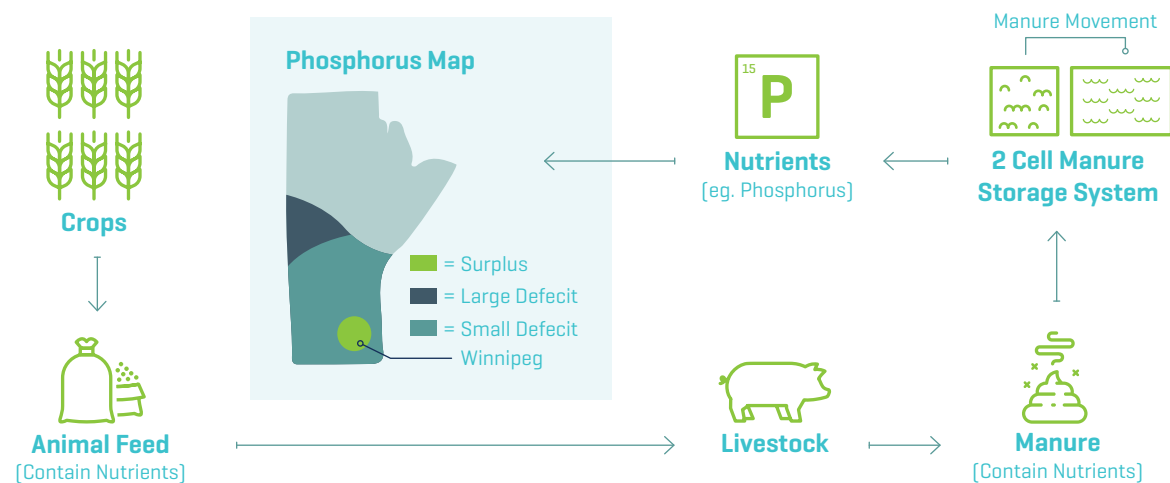 Manure Movement
Phosphorus Map
15
P
Nutrients
(eg. Phosphorus)
2 Cell Manure
Storage System
Crops
= Surplus
= Large Defecit
= Small Defecit
Winnipeg
Animal Feed
(Contain Nutrients)
Livestock
Manure
(Contain Nutrients)